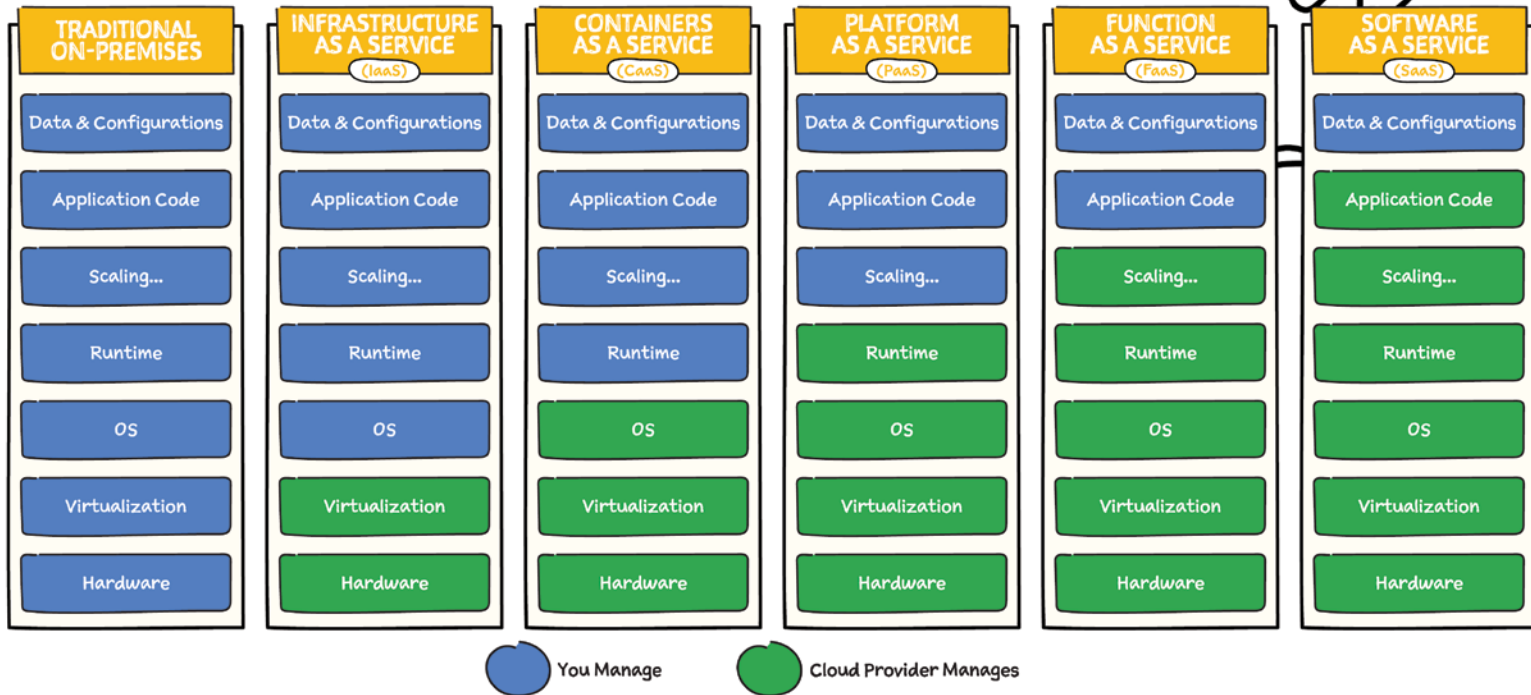 TRADITIONAL
ON-PREMISES
Data & Configurations
Application Code
Scaling...
Runtime
OS
Virtualization
Hardware
INFRASTRUCTURE
AS A SERVICE
(IaaS)
Data & Configurations
Application Code
Scaling...
Runtime
OS
Virtualization
Hardware
CONTAINERS
AS A SERVICE
(CaaS)
Data & Configurations
Application Code
Scaling...
Runtime
OS
Virtualization
Hardware
PLATFORM
AS A SERVICE
(PaaS)
Data & Configurations
Application Code
Scaling...
Runtime
OS
Virtualization
Hardware
FUNCTION
AS A SERVICE
(FaaS)
Data & Configurations
Application Code
Scaling...
Runtime
OS
Virtualization
Hardware
SOFTWARE
AS A SERVICE
(SaaS)
Data & Configurations
Application Code
Scaling...
Runtime
OS
Virtualization
Hardware
You Manage
Cloud Provider Manages